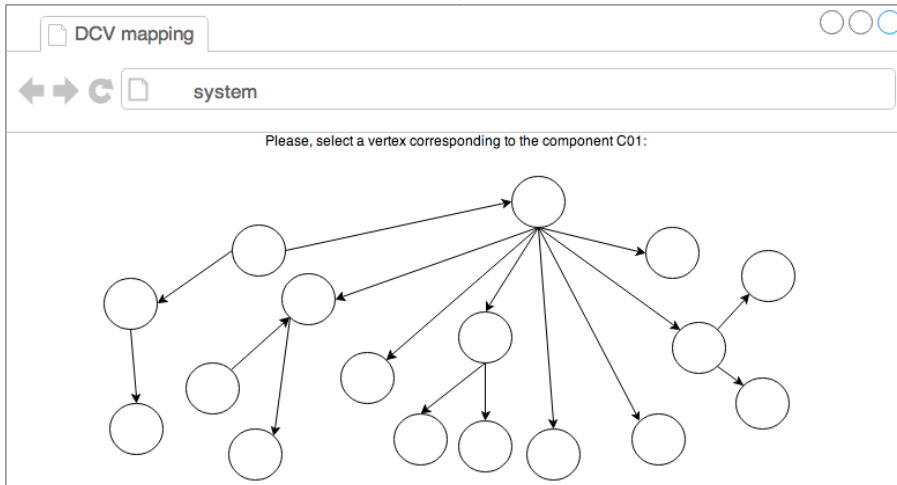 DCV mapping
system
Please, select a vertex corresponding to the component C01: